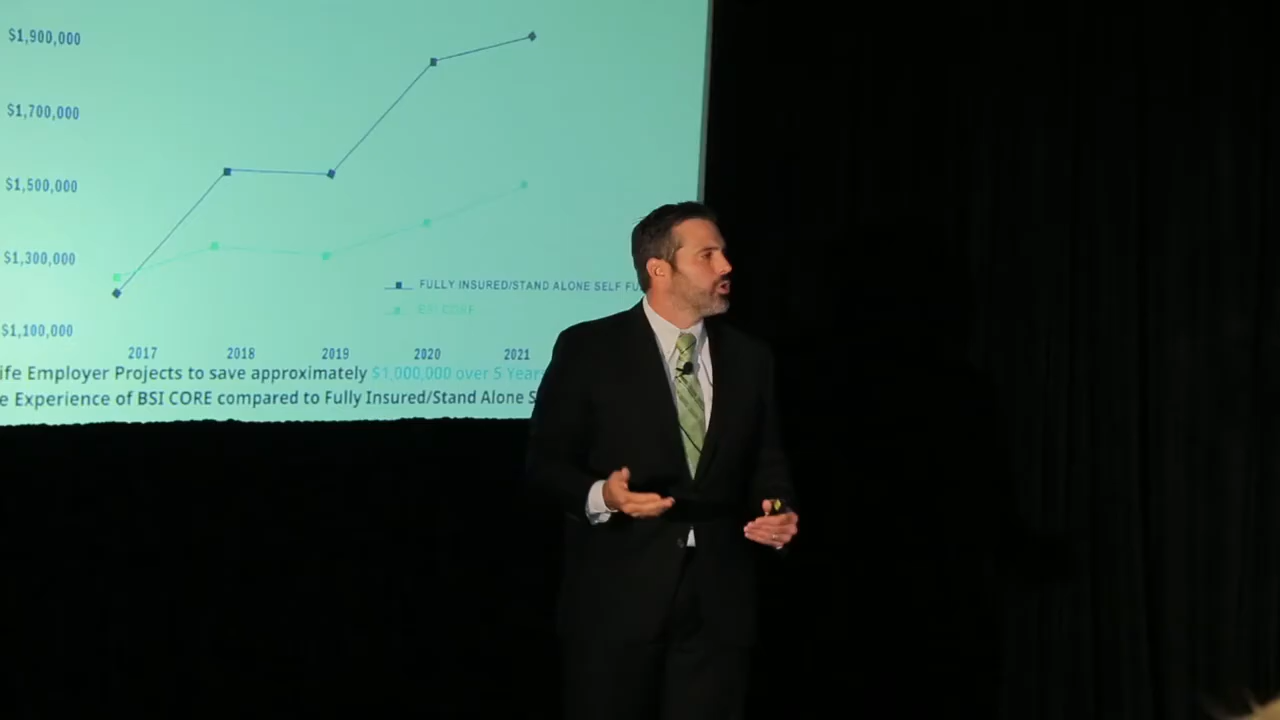 $1,900,000
$1,700,000
$1,500,000
$1,300,000
$1,100,000
FULLY INSURED/STAND ALONE SELF FU
BSI CORE
2017 2018 2019 2020 2021
ife Employer Projects to save approximately $1,000,000 over 5 Years
e Experience of BSI CORE compared to Fully Insured/Stand Alone S